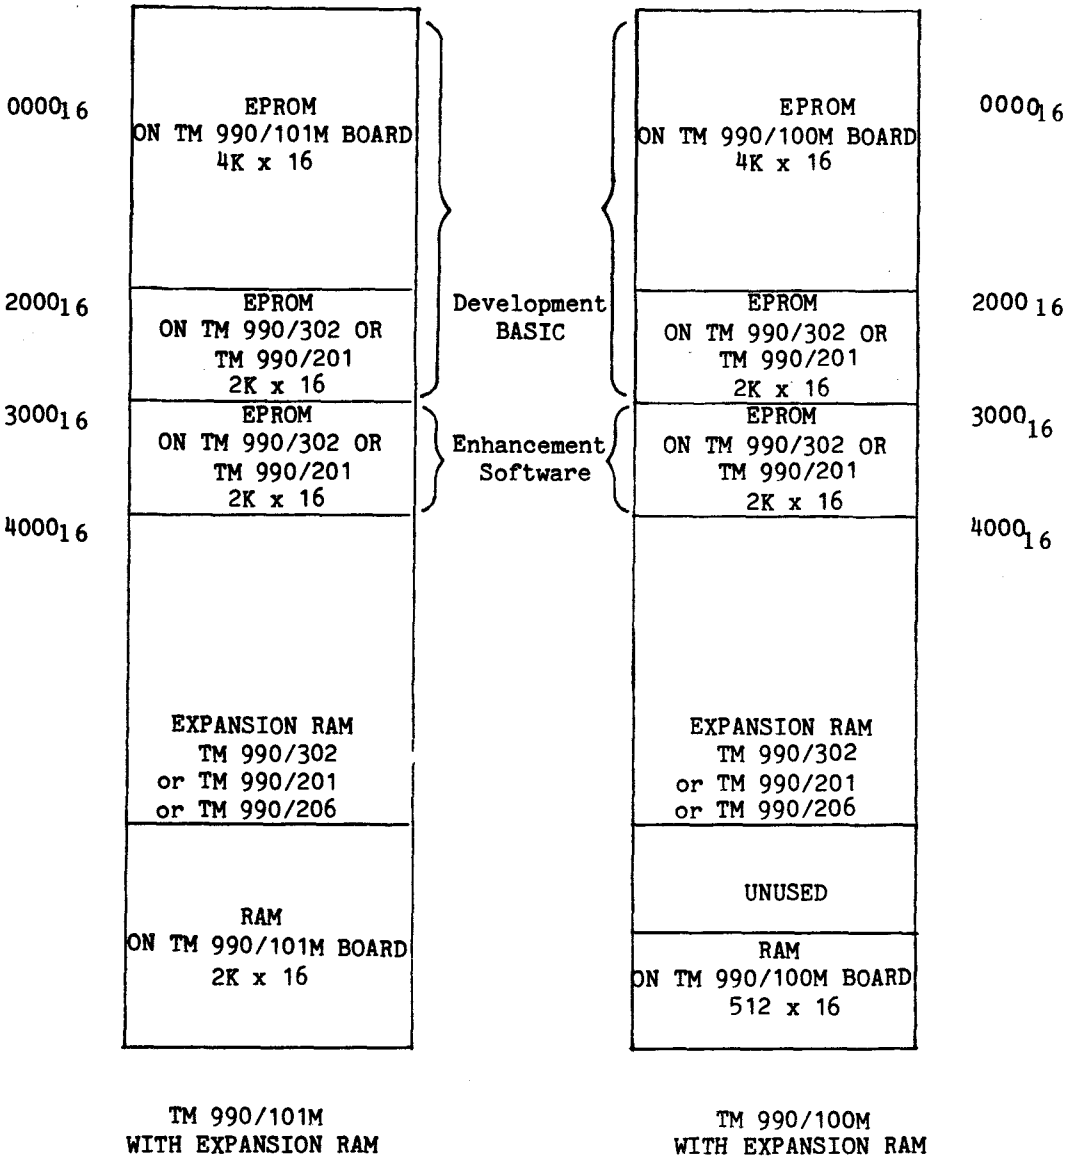 0000₁₆
EPROM
ON TM 990/101M BOARD
4K x 16
2000₁₆
EPROM
ON TM 990/302 OR
TM 990/201
2K x 16
3000₁₆
EPROM
ON TM 990/302 OR
TM 990/201
2K x 16
4000₁₆
EXPANSION RAM
TM 990/302
or TM 990/201
or TM 990/206
RAM
ON TM 990/101M BOARD
2K x 16
TM 990/101M
WITH EXPANSION RAM
Development
BASIC
Enhancement
Software
EPROM
ON TM 990/100M BOARD
4K x 16
0000₁₆
EPROM
ON TM 990/302 OR
TM 990/201
2K x 16
2000₁₆
EPROM
ON TM 990/302 OR
TM 990/201
2K x 16
3000₁₆
4000₁₆
EXPANSION RAM
TM 990/302
or TM 990/201
or TM 990/206
UNUSED
RAM
ON TM 990/100M BOARD
512 x 16
TM 990/100M
WITH EXPANSION RAM